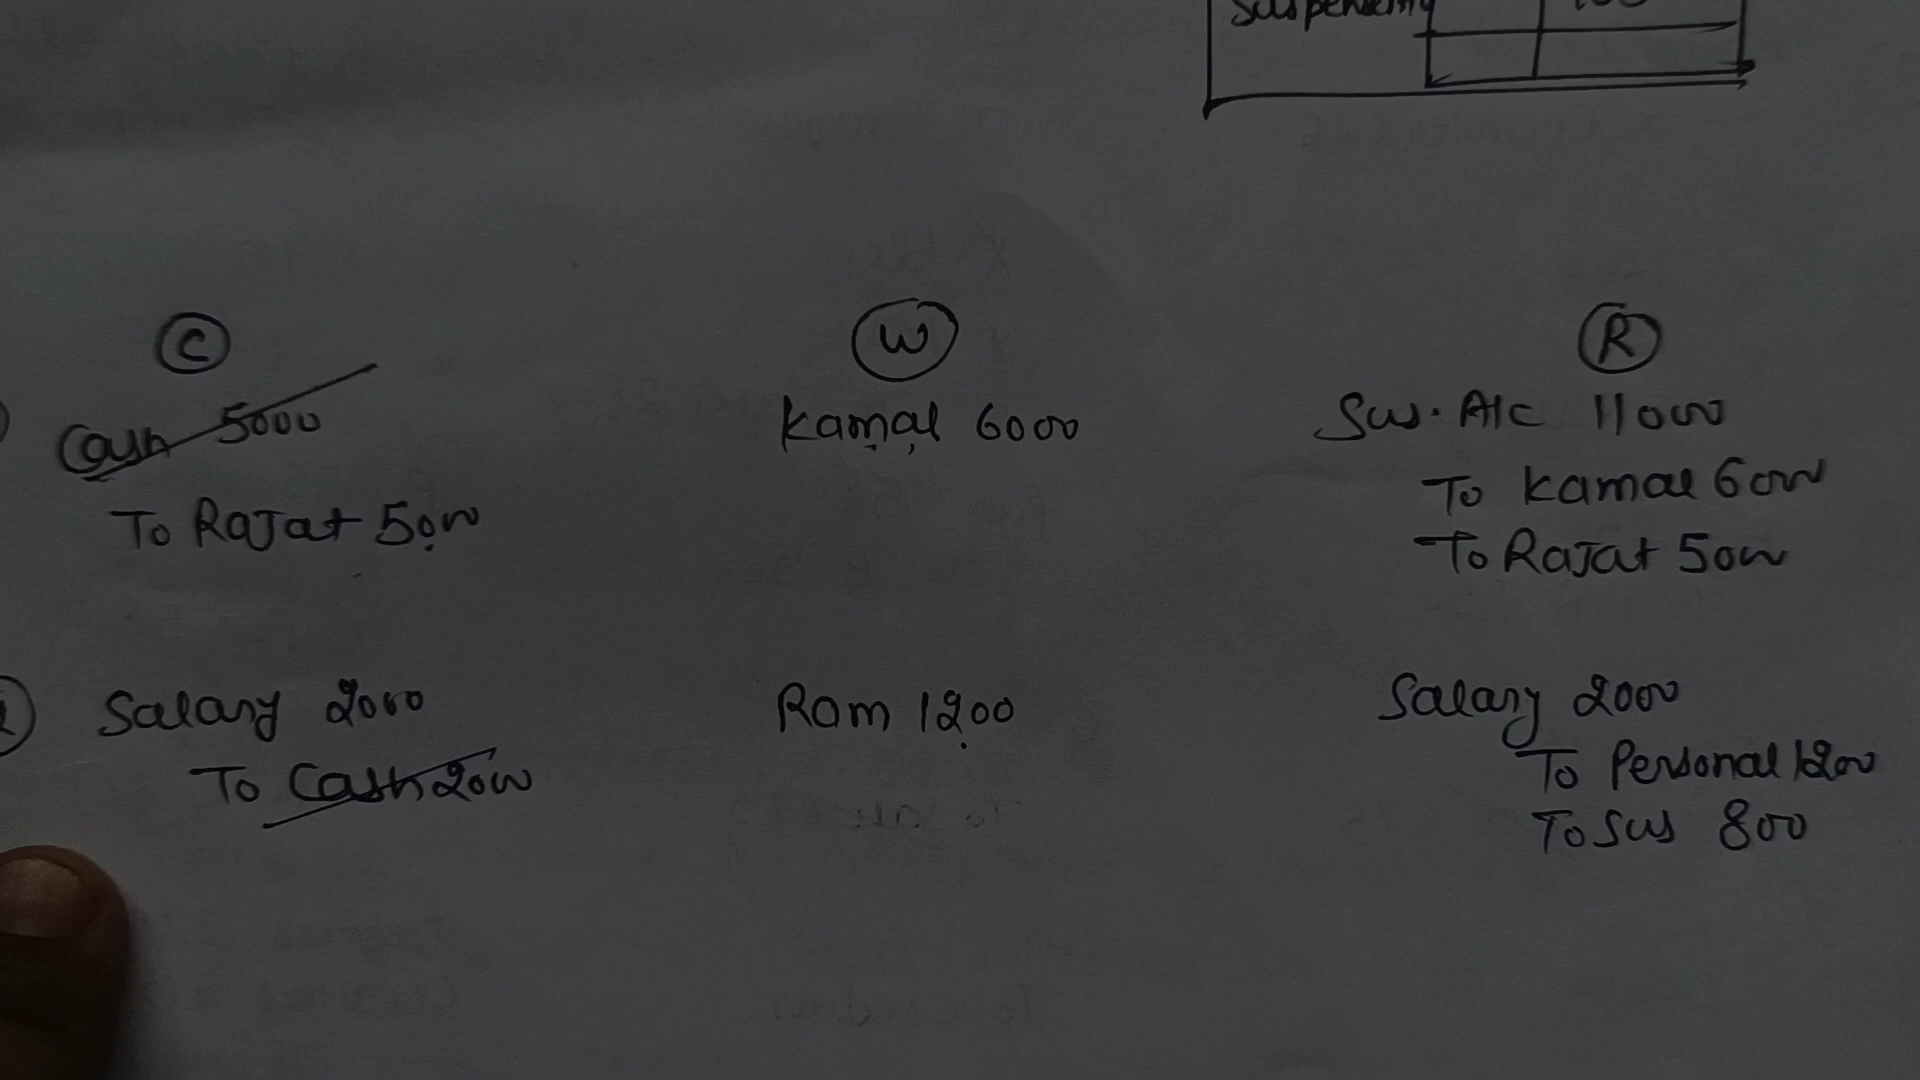 Suspense
C
W
R
Cash 5000
Kamal 6000
Sus. A/c 11000
To Rajat 5000
To Kamal 6000
To Rajat 5000
Salary 2000
Ram 1200
Salary 2000
To Cash 2000
To Personal 1200
To Sus 800